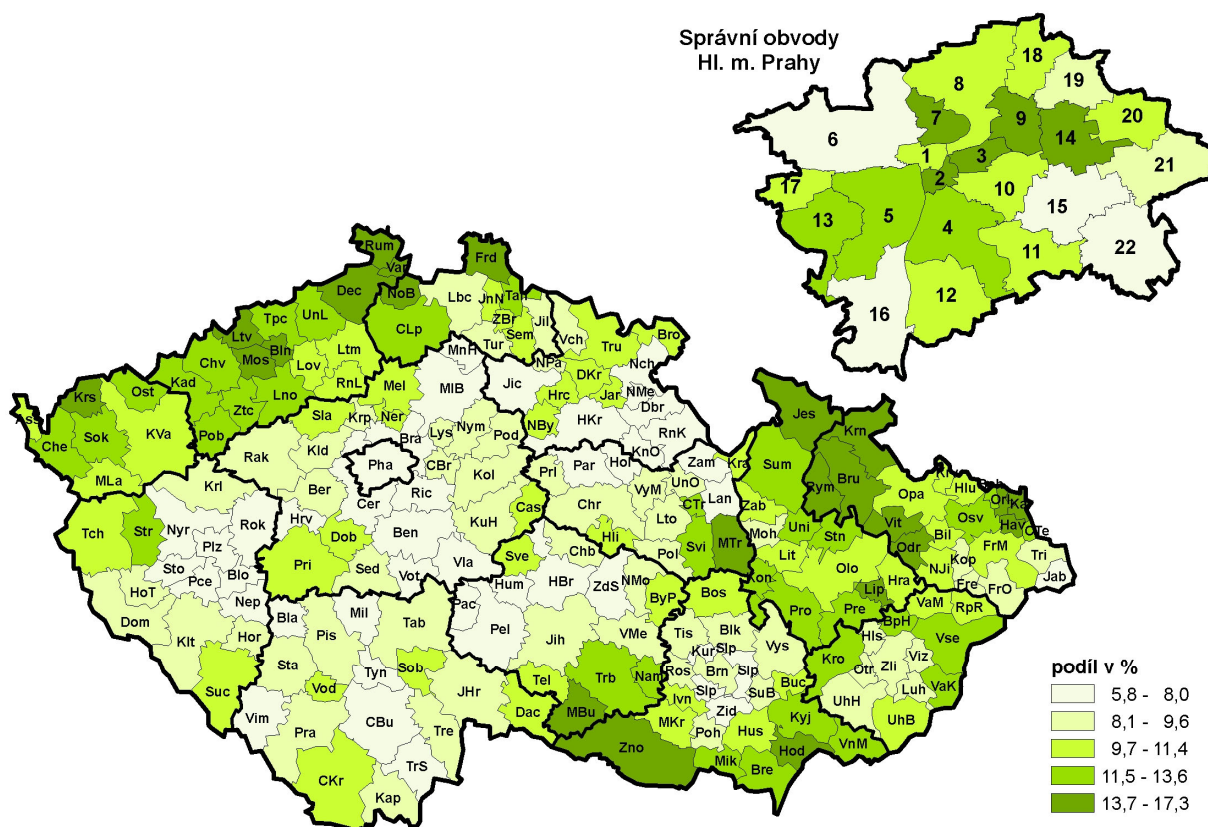 Správní obvody
Hl. m. Prahy
18
8
19
7
9
20
6
14
1
3
21
2
17
10
15
13
5
4
11
22
16
12
Rum
Var
Frd
Dec
NoB
Lbc
JnN
Tan
Tpc
UnL
CLp
ZBr
Jil
Vch
Bro
Ltv
Tur
Sem
Tru
Mos
Bln
Ltm
MnH
NPa
Nch
Chv
Lov
Jic
DKr
Krs
Ost
Kad
RnL
Mel
MlB
Hrc
Jar
NMe
Ztc
Lno
Sla
Krp
Ner
Dbr
Che
Sok
KVa
Pob
Bra
Lys
Nym
NBy
HKr
RnK
Jes
MLa
Rak
Kld
Pod
KnO
Krn
Pha
CBr
Kol
Prl
Par
Hol
Zam
Kra
Sum
Krl
Ber
Ric
UnO
Rym
Bru
Opa
Hlu
Cer
VyM
Lan
Tch
Str
Nyr
Rok
Hrv
Ben
KuH
Cas
Chr
CTr
Zab
Vit
Osv
Orl
Kar
Hav
Plz
Dob
Lto
Moh
Uni
Stn
Bil
CTe
Sto
Pce
Blo
Pri
Sed
Vot
Vla
Sve
Chb
Hli
Pol
Svi
MTr
Lit
Olo
Odr
NJi
Kop
FrM
Tri
HoT
Nep
Hum
HBr
ZdS
NMo
Kon
Hra
Fre
FrO
Jab
Dom
Klt
Hor
Bla
Mil
Tab
Pac
Pel
ByP
Bos
Pro
Lip
Pre
VaM
RpR
Suc
Sta
Pis
Jih
VMe
Tis
Blk
Vys
BpH
Vse
Vod
Tyn
Sob
Kur
Slp
Kro
Hls
Viz
Vim
Pra
CBu
JHr
Tel
Trb
Nam
Ros
Brn
Slp
Buc
Otr
Zli
Luh
VaK
Tre
Dac
MBu
Ivn
Slp
SuB
UhH
UhB
CKr
TrS
MKr
Zid
Poh
Hus
Kyj
VnM
Kap
Zno
Mik
Bre
Hod
podíl v %
5,8 - 8,0
8,1 - 9,6
9,7 - 11,4
11,5 - 13,6
13,7 - 17,3